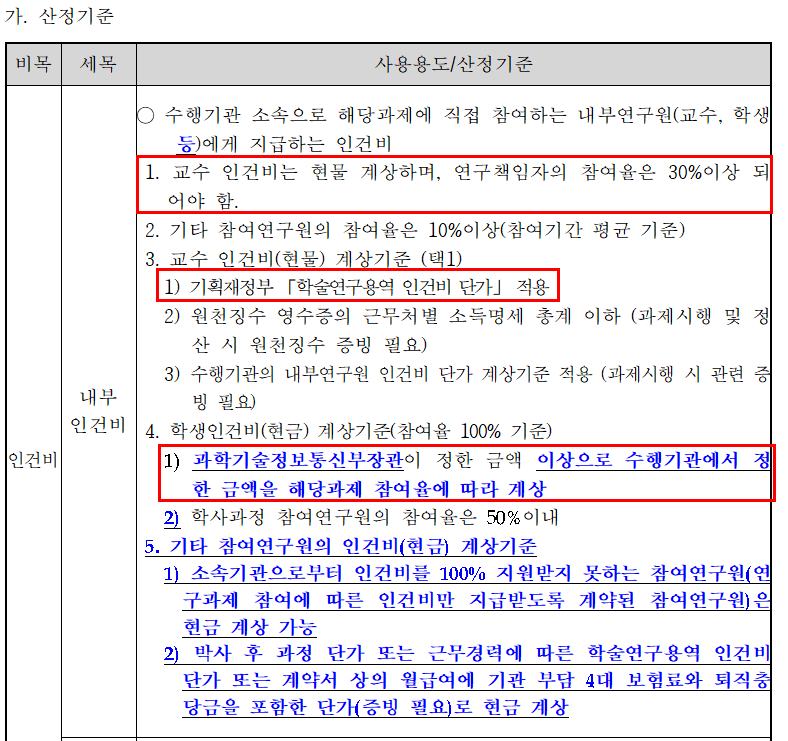 가. 산정기준
비목 세목 사용용도/산정기준
○ 수행기관 소속으로 해당과제에 직접 참여하는 내부연구원(교수, 학생
등)에게 지급하는 인건비
1. 교수 인건비는 현물 계상하며, 연구책임자의 참여율은 30%이상 되
어야 함.
2. 기타 참여연구원의 참여율은 10%이상(참여기간 평균 기준)
3. 교수 인건비(현물) 계상기준 (택1)
1) 기획재정부 「학술연구용역 인건비 단가」 적용
2) 원천징수 영수증의 근무처별 소득명세 총계 이하 (과제시행 및 정
산 시 원천징수 증빙 필요)
3) 수행기관의 내부연구원 인건비 단가 계상기준 적용 (과제시행 시 관련 증
빙 필요)
내부
인건비
4. 학생인건비(현금) 계상기준(참여율 100% 기준)
인건비
1) 과학기술정보통신부장관이 정한 금액 이상으로 수행기관에서 정
한 금액을 해당과제 참여율에 따라 계상
2) 학사과정 참여연구원의 참여율은 50%이내
5. 기타 참여연구원의 인건비(현금) 계상기준
1) 소속기관으로부터 인건비를 100% 지원받지 못하는 참여연구원(연
구과제 참여에 따른 인건비만 지급받도록 계약된 참여연구원)은
현금 계상 가능
2) 박사 후 과정 단가 또는 근무경력에 따른 학술연구용역 인건비
단가 또는 계약서 상의 월급여에 기관 부담 4대 보험료와 퇴직충
당금을 포함한 단가(증빙 필요)로 현금 계상